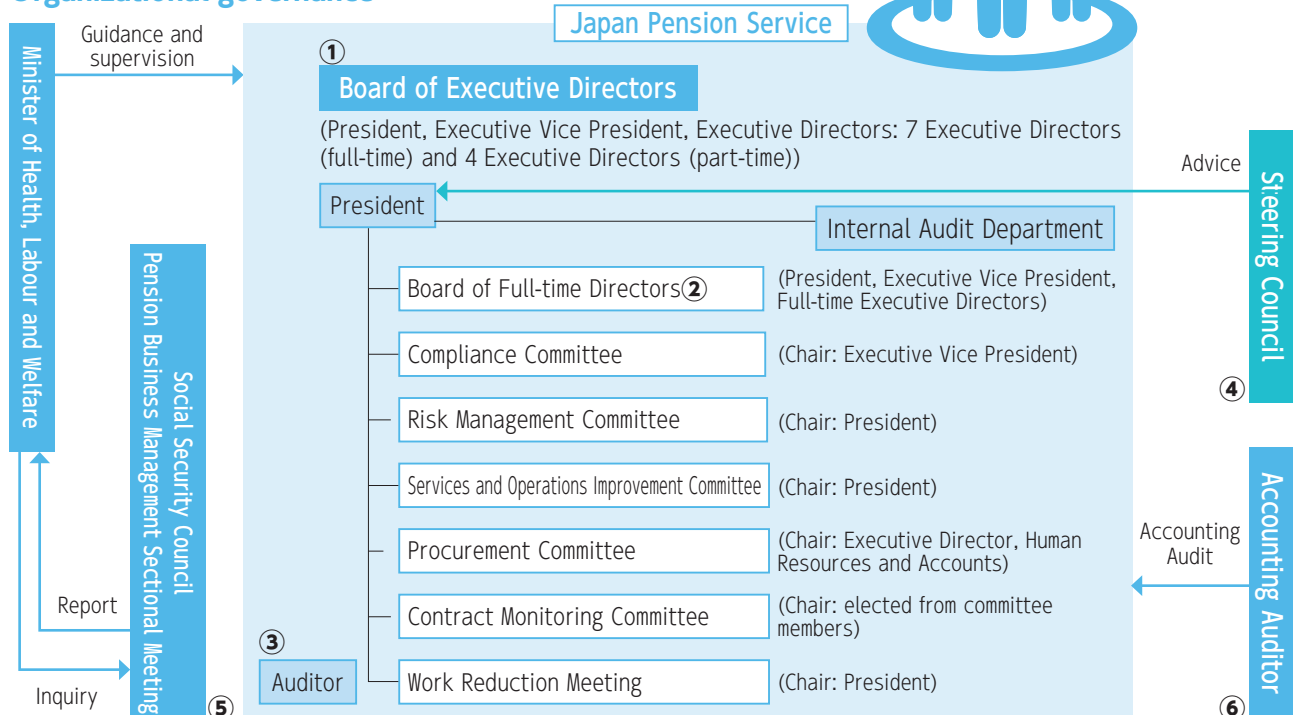 Organizational governance
Japan Pension Service
Guidance and
supervision
Minister of Health, Labour and Welfare
①
Board of Executive Directors
(President, Executive Vice President, Executive Directors: 7 Executive Directors
(full-time) and 4 Executive Directors (part-time))
Advice
Steering Council
④
President
Internal Audit Department
Board of Full-time Directors②
(President, Executive Vice President,
Full-time Executive Directors)
Compliance Committee
(Chair: Executive Vice President)
Risk Management Committee
(Chair: President)
Services and Operations Improvement Committee
(Chair: President)
Procurement Committee
(Chair: Executive Director, Human
Resources and Accounts)
Contract Monitoring Committee
(Chair: elected from committee
members)
Work Reduction Meeting
(Chair: President)
③
Auditor
Social Security Council
Pension Business Management Sectional Meeting
⑤
Report
Inquiry
Accounting
Audit
Accounting Auditor
⑥